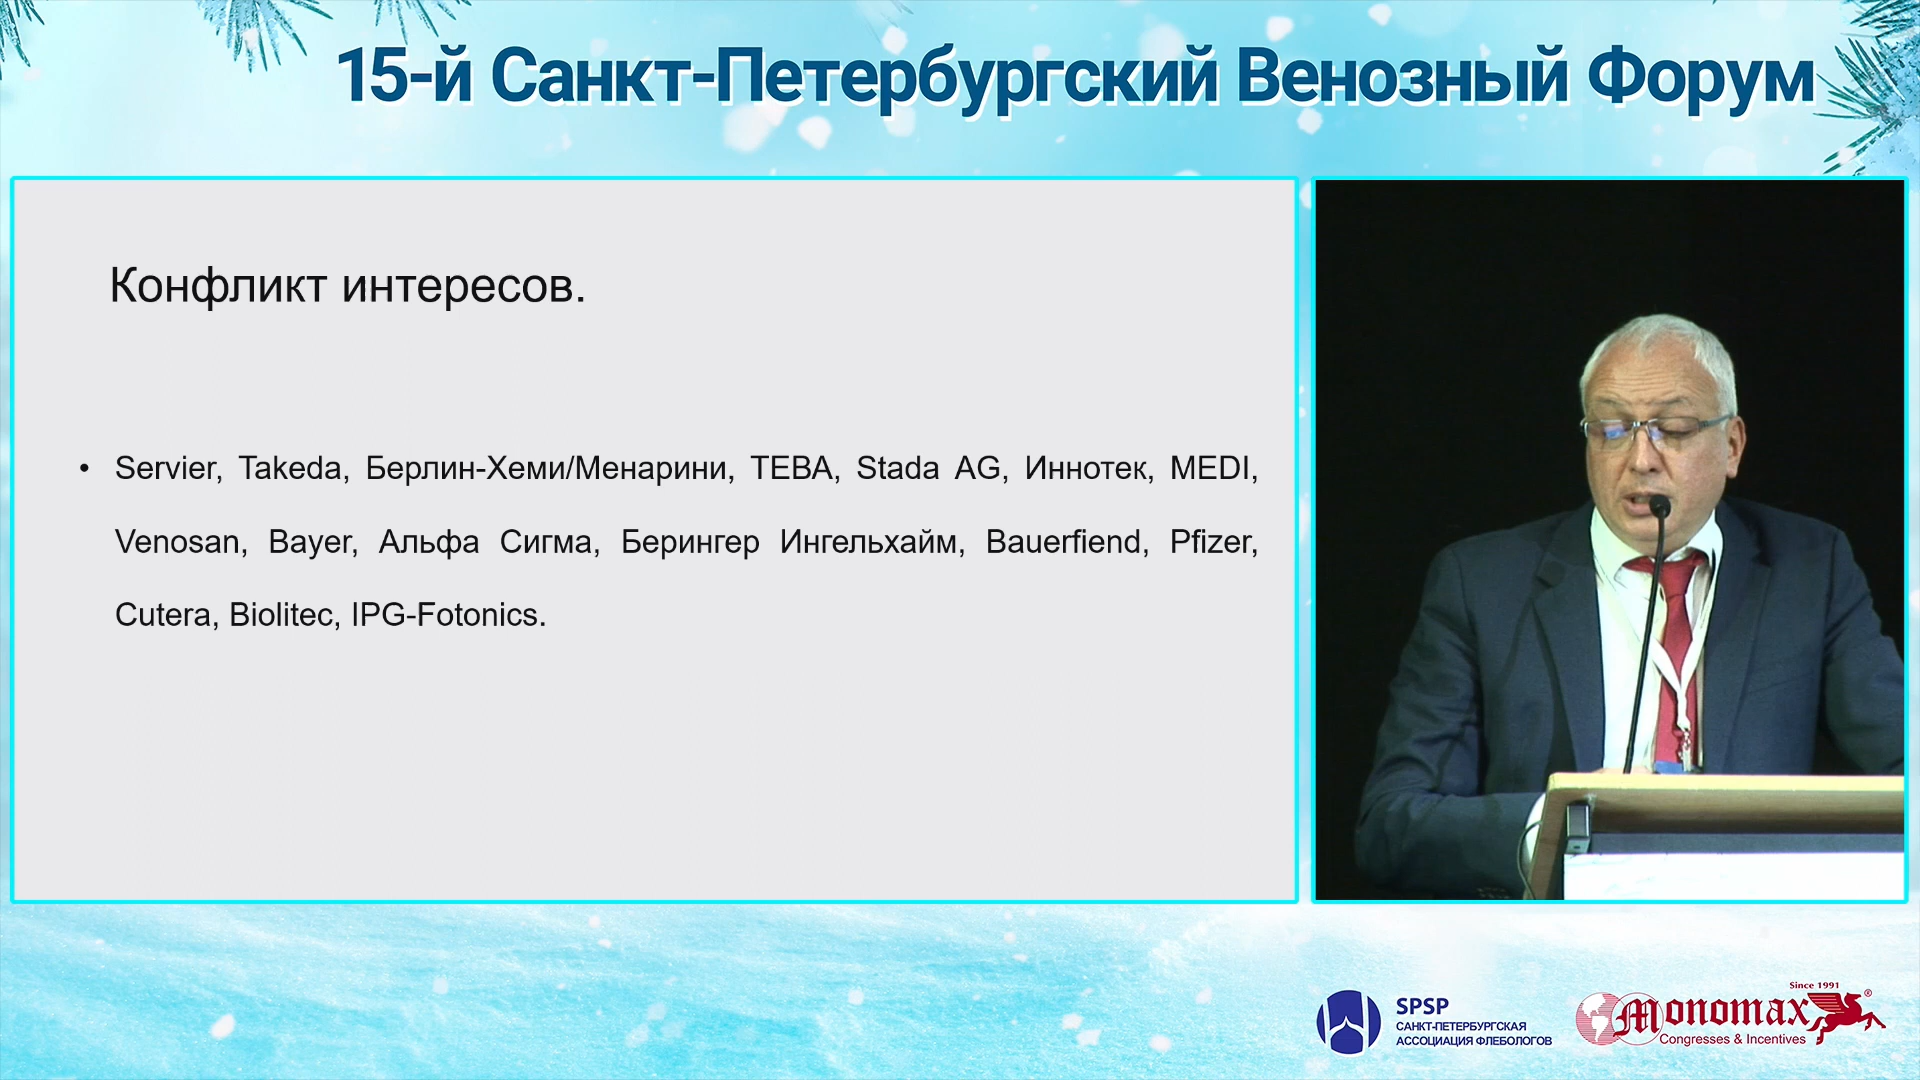 15-й Санкт-Петербургский Венозный Форум
Конфликт интересов.
• Servier, Takeda, Берлин-Хеми/Менарини, ТЕВА, Stada AG, Иннотек, MEDI,
Venosan, Bayer, Альфа Сигма, Берингер Ингельхайм, Bauerfiend, Pfizer,
Cutera, Biolitec, IPG-Fotonics.
SPSP
САНКТ-ПЕТЕРБУРГСКАЯ
АССОЦИАЦИЯ ФЛЕБОЛОГОВ
Since 1991
Monomax®
Congresses & Incentives